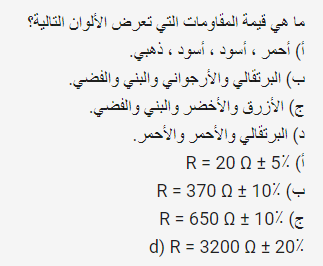 ما هي قيمة المقاومات التي تعرض الألوان التالية؟
أ) أحمر ، أسود ، أسود ، ذهبي.
ب) البرتقالي والأرجواني والبني والفضي.
ج) الأزرق والأخضر والبني والفضي.
د) البرتقالي والأحمر والأحمر.
أ) R = 20 Ω ± 5٪
ب) R = 370 Ω ± 10٪
ج) R = 650 Ω ± 10٪
d) R = 3200 Ω ± 20٪